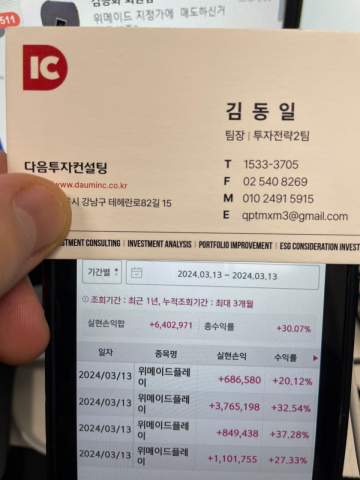 511
위메이드 지정가에 매도하신거
IC
김동일
팀장 | 투자전략2팀
다음투자컨설팅
www.dauminc.co.kr
시 강남구 테헤란로82길 15
T 1533-3705
F 02 540 8269
M 010 2491 5915
E qptmxm3@gmail.com
CONSULTING | INVESTMENT ANALYSIS | PORTFOLIO IMPROVEMENT | ESG CONSIDERATION
기간별 2024.03.13 ~ 2024.03.13
조회기간 : 최근 1년, 누적조회기간 : 최대 3개월
실현손익합 +6,402,971 총수익률 +30.07%
일자 종목명 실현손익 수익률
2024/03/13 위메이드플레이 +686,580 +20.12%
2024/03/13 위메이드플레이 +3,765,198 +32.54%
2024/03/13 위메이드플레이 +849,438 +37.28%
2024/03/13 위메이드플레이 +1,101,755 +27.33%